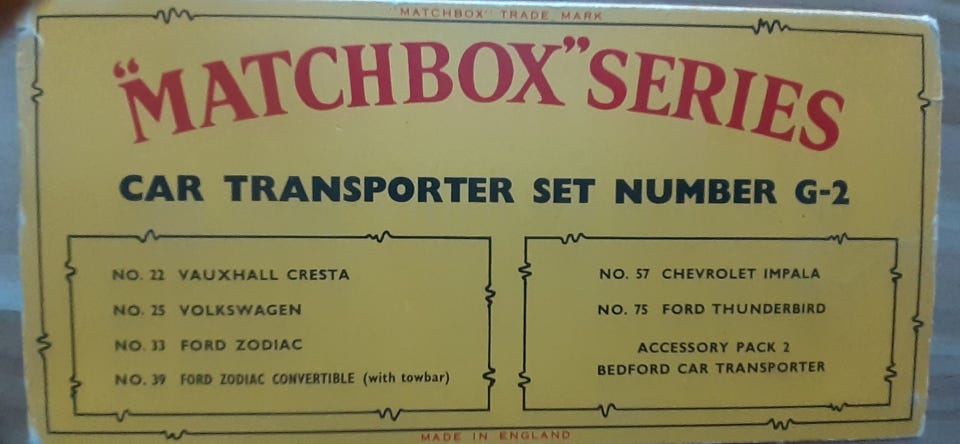 "MATCHBOX" TRADE MARK
"MATCHBOX" SERIES
CAR TRANSPORTER SET NUMBER G-2
NO. 22 VAUXHALL CRESTA
NO. 25 VOLKSWAGEN
NO. 33 FORD ZODIAC
NO. 39 FORD ZODIAC CONVERTIBLE (with towbar)
NO. 57 CHEVROLET IMPALA
NO. 75 FORD THUNDERBIRD
ACCESSORY PACK 2
BEDFORD CAR TRANSPORTER
MADE IN ENGLAND